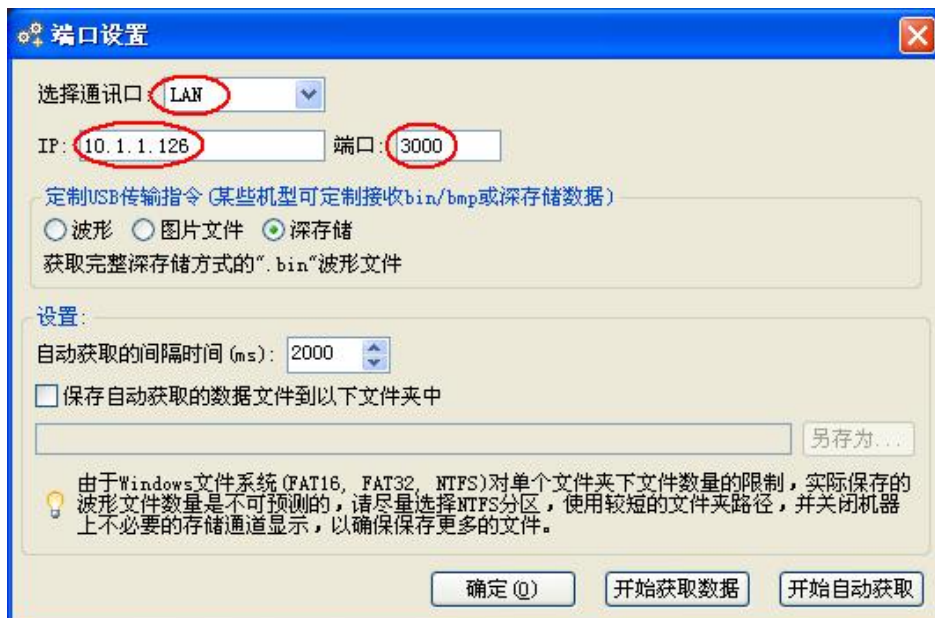 端口设置
选择通讯口: LAN
IP: 10.1.1.126 端口: 3000
定制USB传输指令(某些机型可定制接收bin/bmp或深存储数据)
波形 图片文件 深存储
获取完整深存储方式的".bin"波形文件
设置:
自动获取的间隔时间(ms): 2000
保存自动获取的数据文件到以下文件夹中
另存为...
由于Windows文件系统(FAT16, FAT32, NTFS)对单个文件夹下文件数量的限制，实际保存的
波形文件数量是不可预测的，请尽量选择NTFS分区，使用较短的文件夹路径，并关闭机器
上不必要的存储通道显示，以确保保存更多的文件。
确定(O) 开始获取数据 开始自动获取